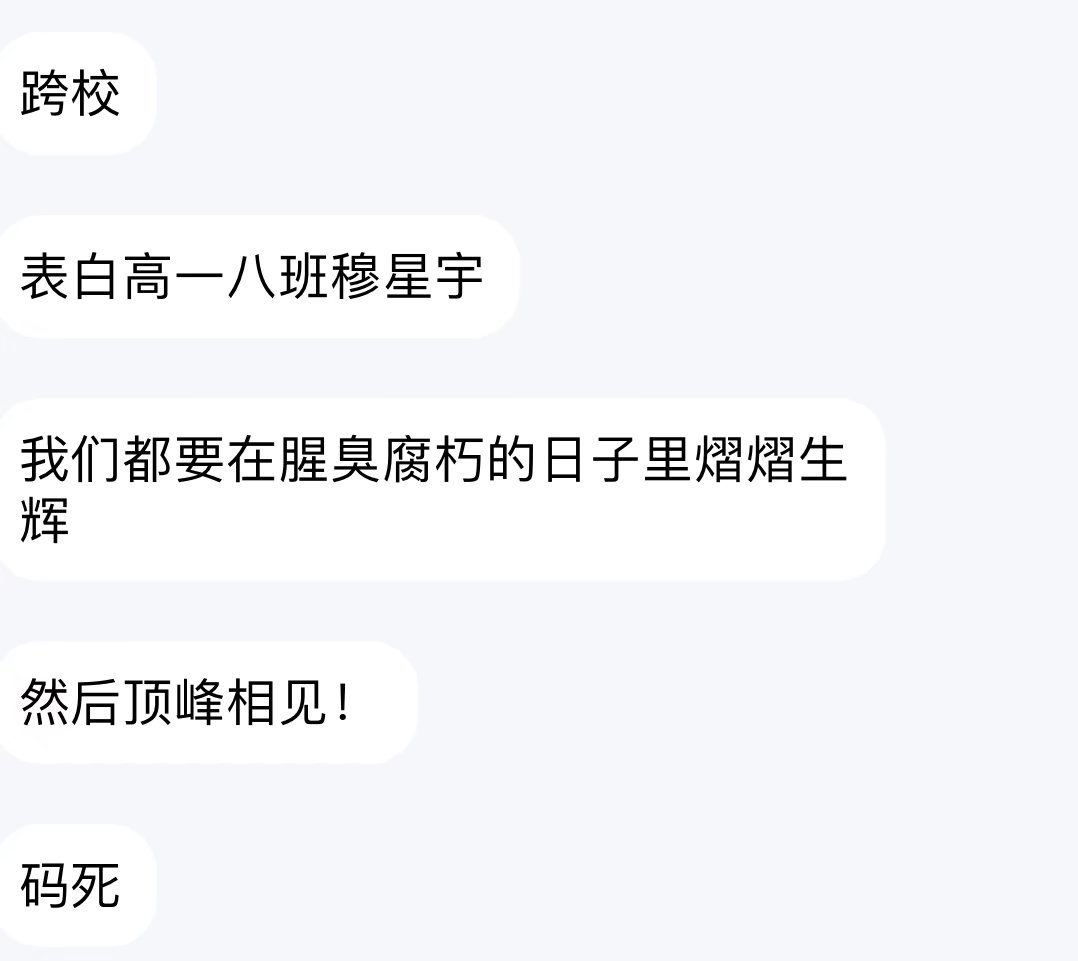 跨校
表白高一八班穆星宇
我们都要在腥臭腐朽的日子里熠熠生
辉
然后顶峰相见！
码死